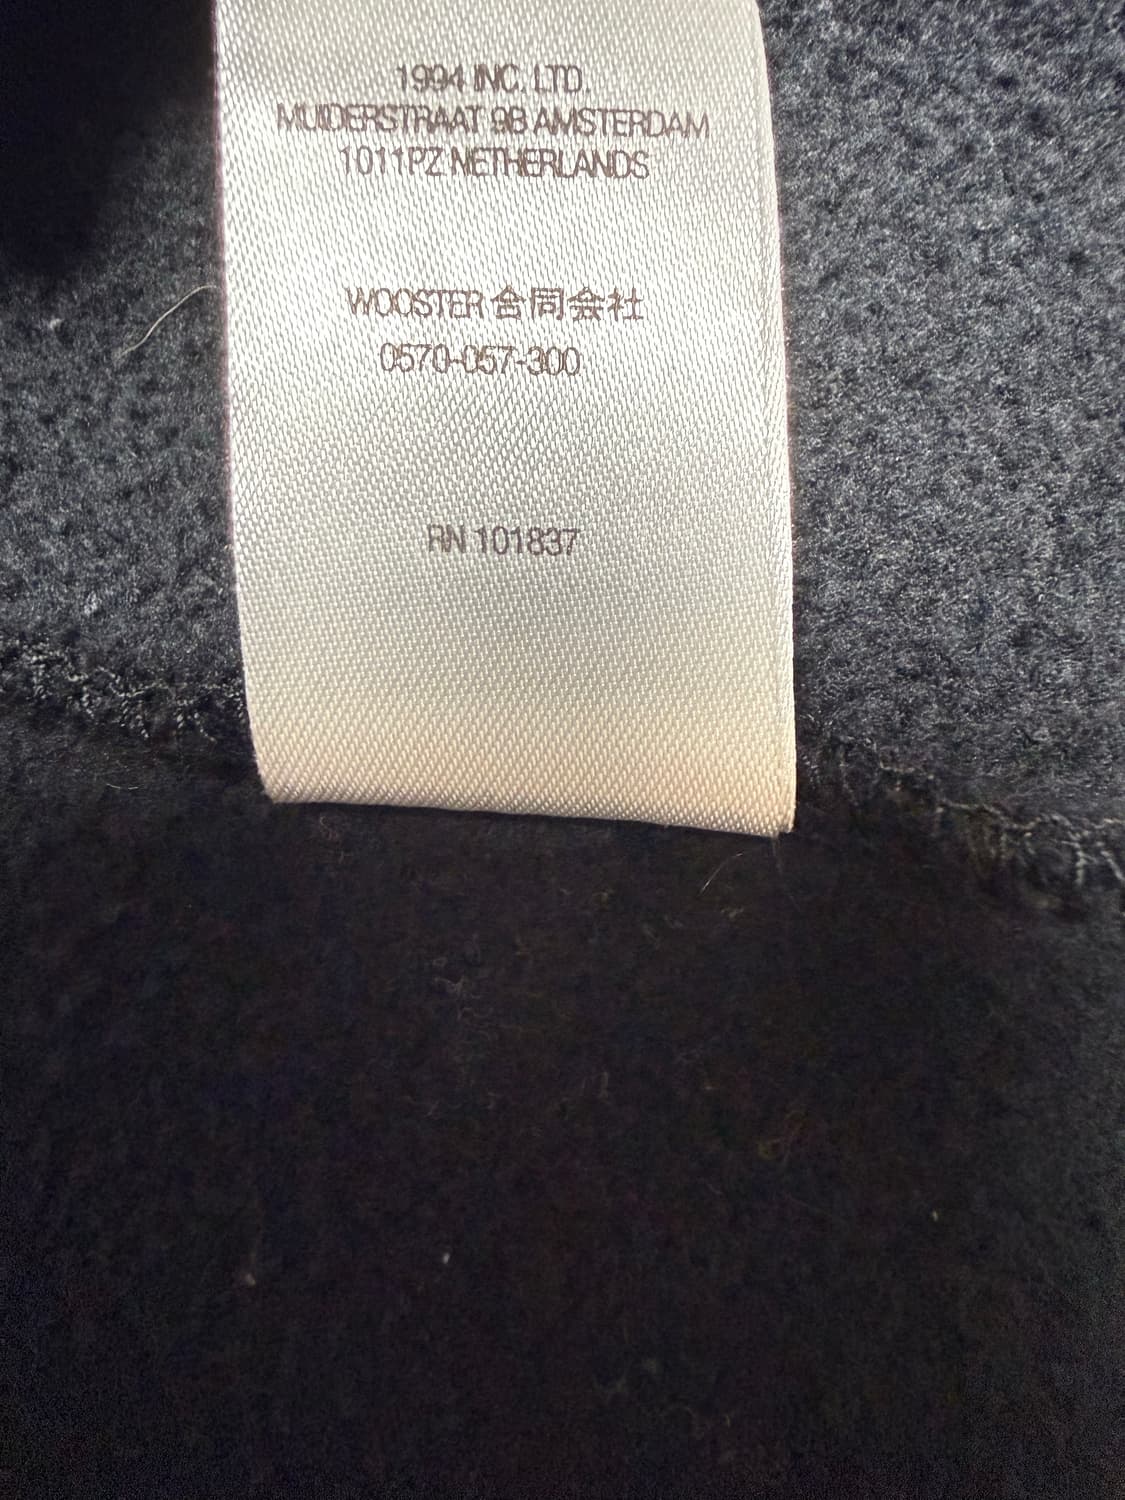 1994 INC. LTD.
MUIDERSTRAAT 9B AMSTERDAM
1011PZ NETHERLANDS
WOOSTER 合同会社
0570-057-300
RN 101837